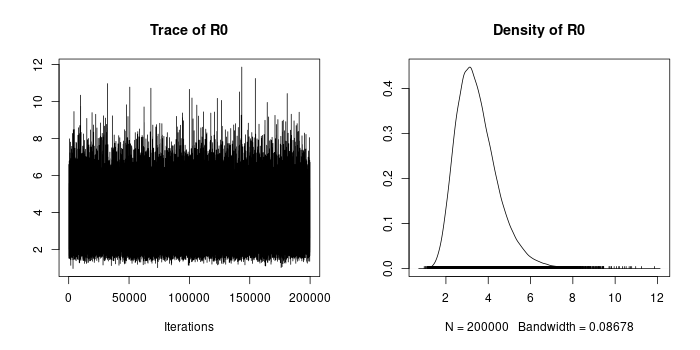 Trace of R0
12
10
8
6
4
2
0 50000 100000 150000 200000
Iterations
Density of R0
0.4
0.3
0.2
0.1
0.0
2 4 6 8 10 12
N = 200000 Bandwidth = 0.08678